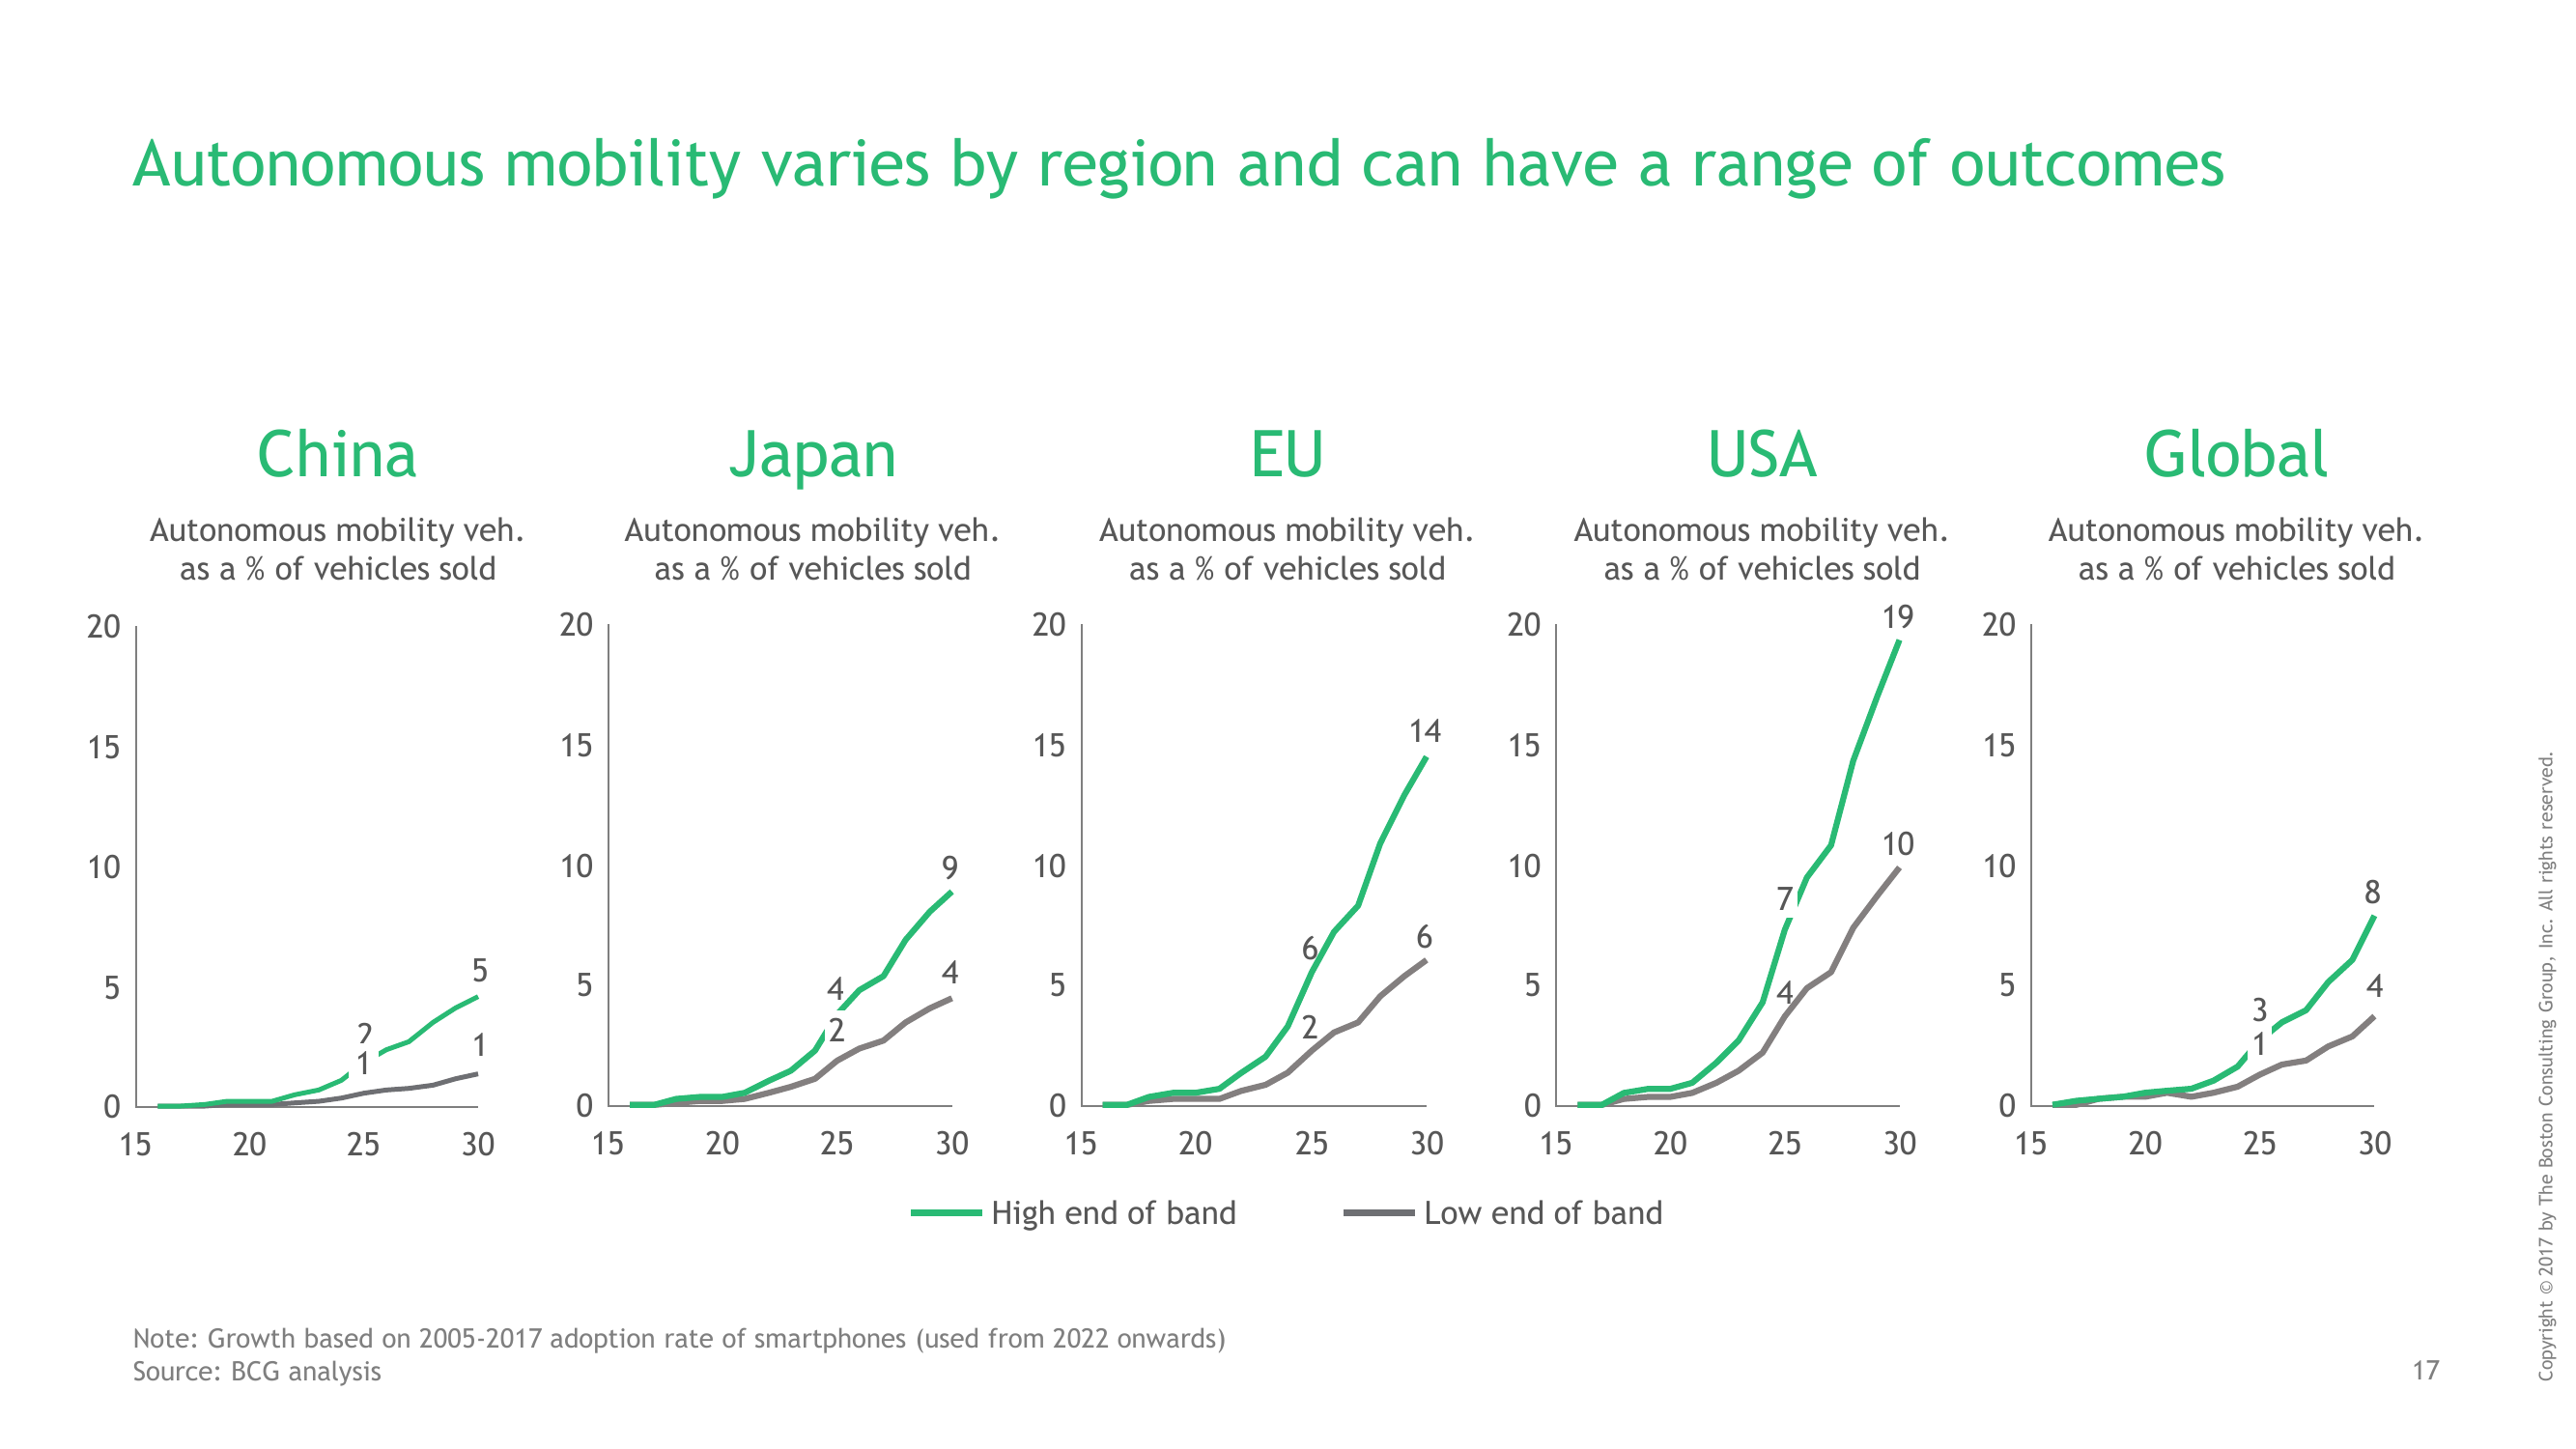 Autonomous mobility varies by region and can have a range of outcomes
China
Autonomous mobility veh.
as a % of vehicles sold
20
15
10
5
0
15 20 25 30
2
1
5
1
Japan
Autonomous mobility veh.
as a % of vehicles sold
20
15
10
5
0
15 20 25 30
4
2
9
4
EU
Autonomous mobility veh.
as a % of vehicles sold
20
15
10
5
0
15 20 25 30
6
2
14
6
USA
Autonomous mobility veh.
as a % of vehicles sold
20
15
10
5
0
15 20 25 30
7
4
19
10
Global
Autonomous mobility veh.
as a % of vehicles sold
20
15
10
5
0
15 20 25 30
3
1
8
4
High end of band
Low end of band
Note: Growth based on 2005-2017 adoption rate of smartphones (used from 2022 onwards)
Source: BCG analysis
17
Copyright © 2017 by The Boston Consulting Group, Inc. All rights reserved.